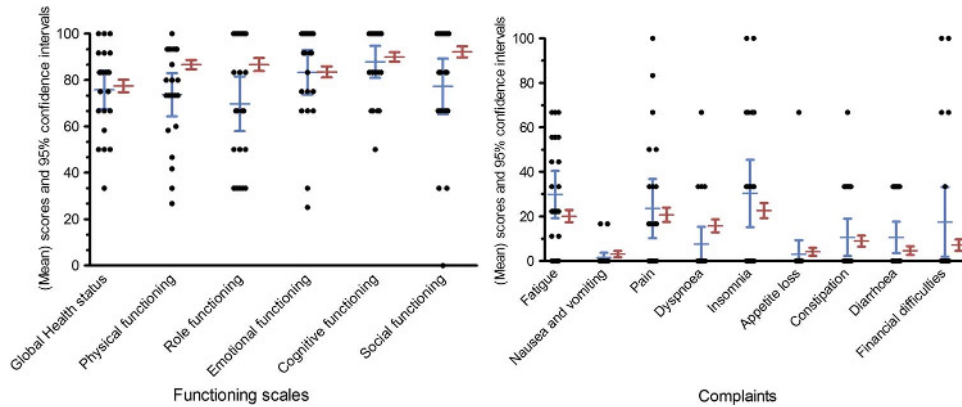 (Mean) scores and 95% confidence intervals
100
80
60
40
20
0
Global Health status
Physical functioning
Role functioning
Emotional functioning
Cognitive functioning
Social functioning
Functioning scales
(Mean) scores and 95% confidence intervals
100
80
60
40
20
0
Fatigue
Nausea and vomiting
Pain
Dyspnoea
Insomnia
Appetite loss
Constipation
Diarrhoea
Financial difficulties
Complaints